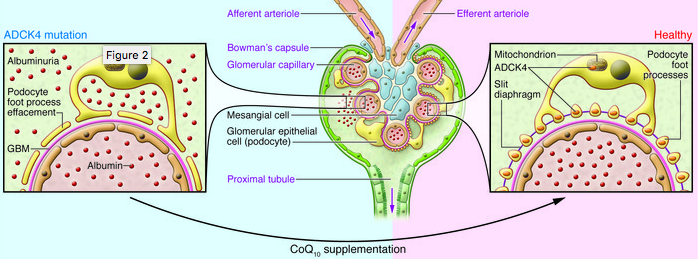 Afferent arteriole
Efferent arteriole
ADCK4 mutation
Healthy
Figure 2
Albuminuria
Podocyte
foot process
effacement
GBM
Albumin
Bowman's capsule
Glomerular capillary
Mesangial cell
Glomerular epithelial
cell (podocyte)
Proximal tubule
Mitochondrion
ADCK4
Slit
diaphragm
Podocyte
foot
processes
CoQ10 supplementation